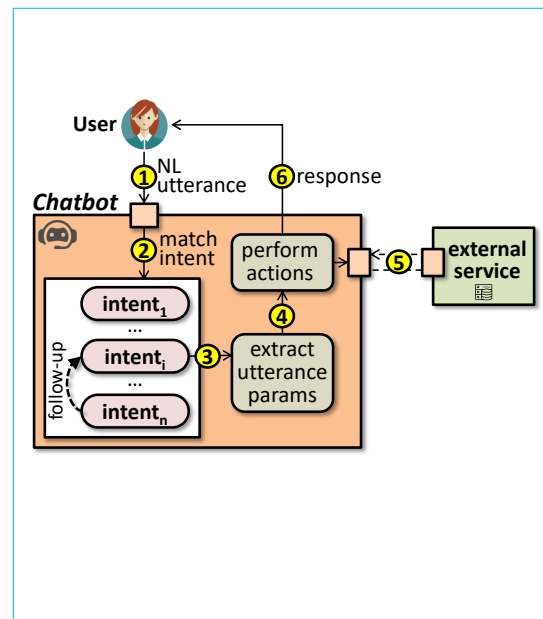 User
1 NL
utterance
6 response
Chatbot
2 match
intent
perform
actions
5
external
service
intent1
...
4
follow-up
intenti
3
extract
utterance
params
...
intentn